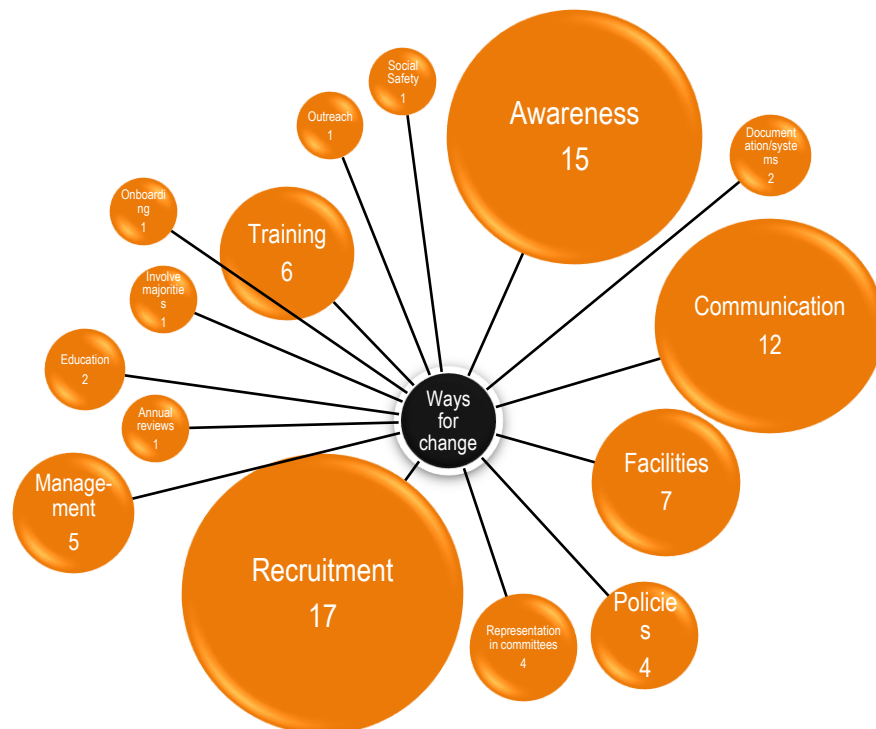 Social
Safety
1
Awareness
15
Outreach
1
Document
ation/syste
ms
2
Onboardi
ng
1
Training
6
Involve
majoritie
s
1
Communication
12
Education
2
Ways
for
change
Annual
reviews
1
Facilities
7
Manage-
ment
5
Recruitment
17
Representation
in committees
4
Policie
s
4